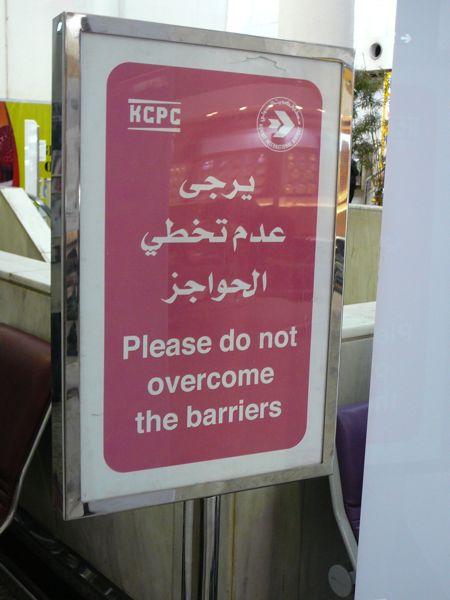 KCPC
يرجى
عدم تخطي
الحواجز
Please do not
overcome
the barriers